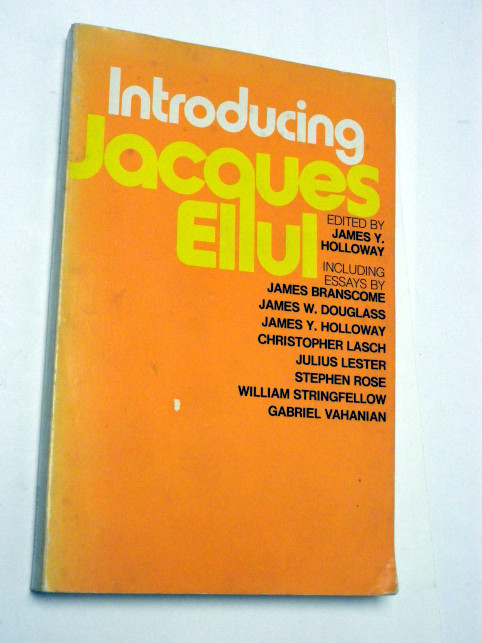 Introducing
Jacques
Ellul
EDITED BY
JAMES Y.
HOLLOWAY
INCLUDING
ESSAYS BY
JAMES BRANSCOME
JAMES W. DOUGLASS
JAMES Y. HOLLOWAY
CHRISTOPHER LASCH
JULIUS LESTER
STEPHEN ROSE
WILLIAM STRINGFELLOW
GABRIEL VAHANIAN